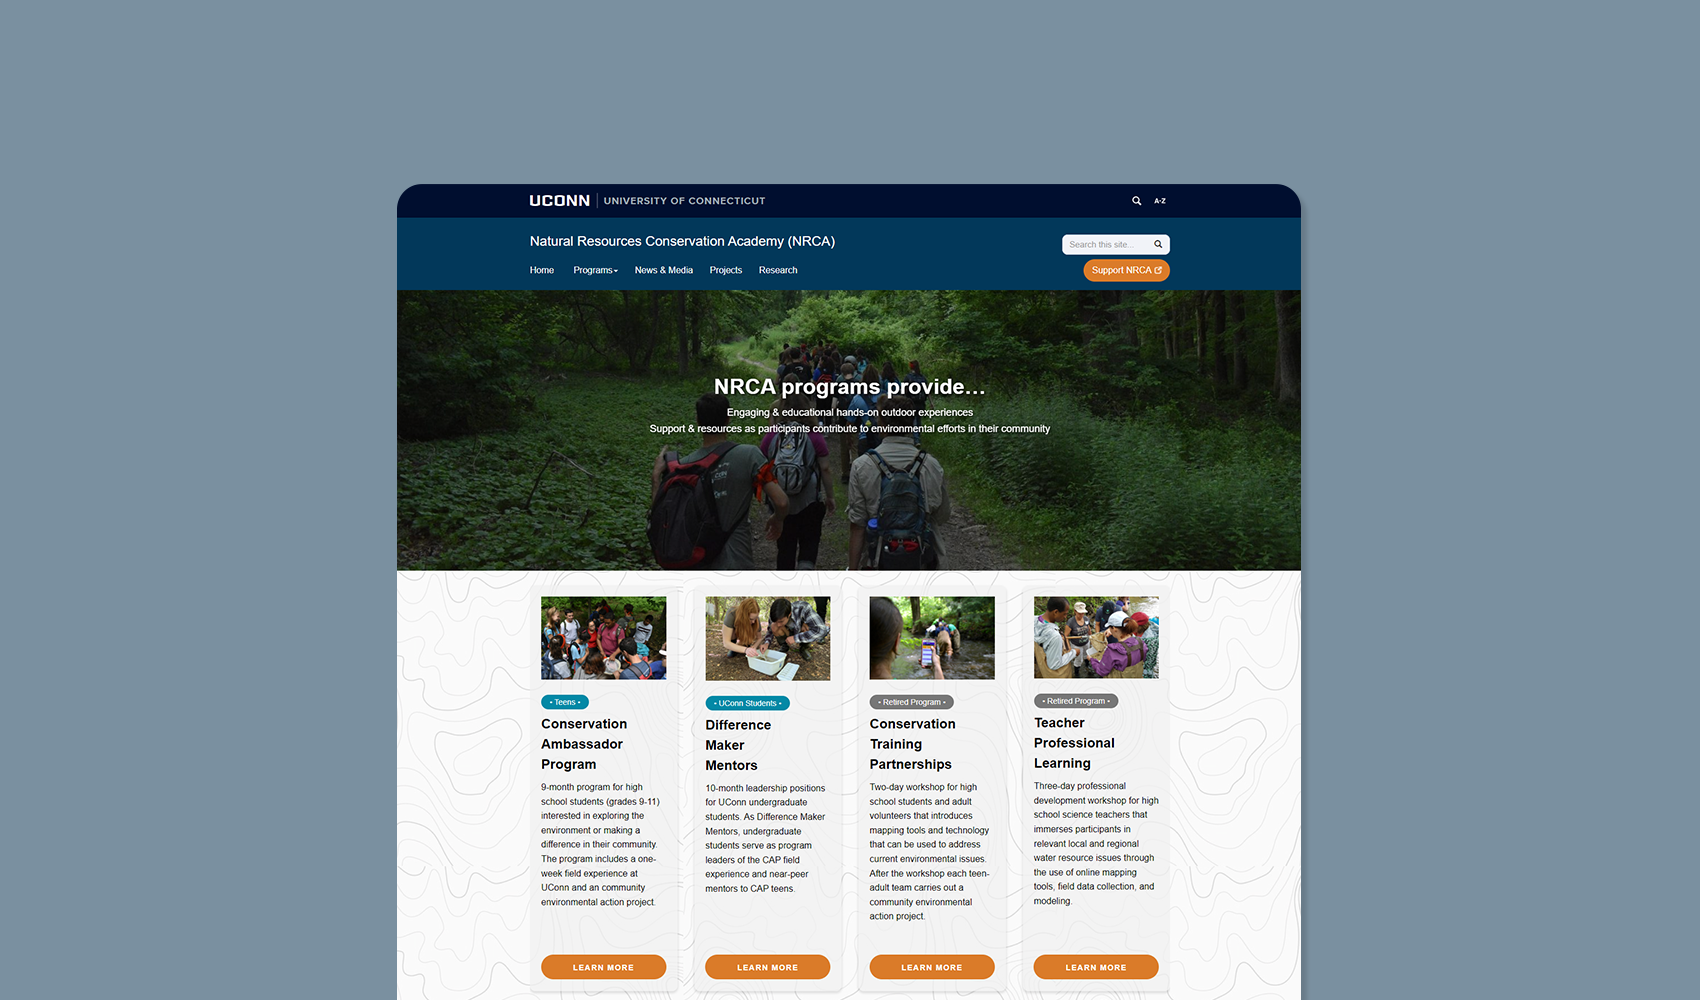 UCONN UNIVERSITY OF CONNECTICUT
A-Z
Natural Resources Conservation Academy (NRCA)
Search this site...
Home Programs News & Media Projects Research
Support NRCA
NRCA programs provide...
Engaging & educational hands-on outdoor experiences
Support & resources as participants contribute to environmental efforts in their community
• Teens •
Conservation
Ambassador
Program
9-month program for high
school students (grades 9-11)
interested in exploring the
environment or making a
difference in their community.
The program includes a one-
week field experience at
UConn and an community
environmental action project.
LEARN MORE
• UConn Students •
Difference
Maker
Mentors
10-month leadership positions
for UConn undergraduate
students. As Difference Maker
Mentors, undergraduate
students serve as program
leaders of the CAP field
experience and near-peer
mentors to CAP teens.
LEARN MORE
• Retired Program •
Conservation
Training
Partnerships
Two-day workshop for high
school students and adult
volunteers that introduces
mapping tools and technology
that can be used to address
current environmental issues.
After the workshop each teen-
adult team carries out a
community environmental
action project.
LEARN MORE
• Retired Program •
Teacher
Professional
Learning
Three-day professional
development workshop for high
school science teachers that
immerses participants in
relevant local and regional
water resource issues through
the use of online mapping
tools, field data collection, and
modeling.
LEARN MORE